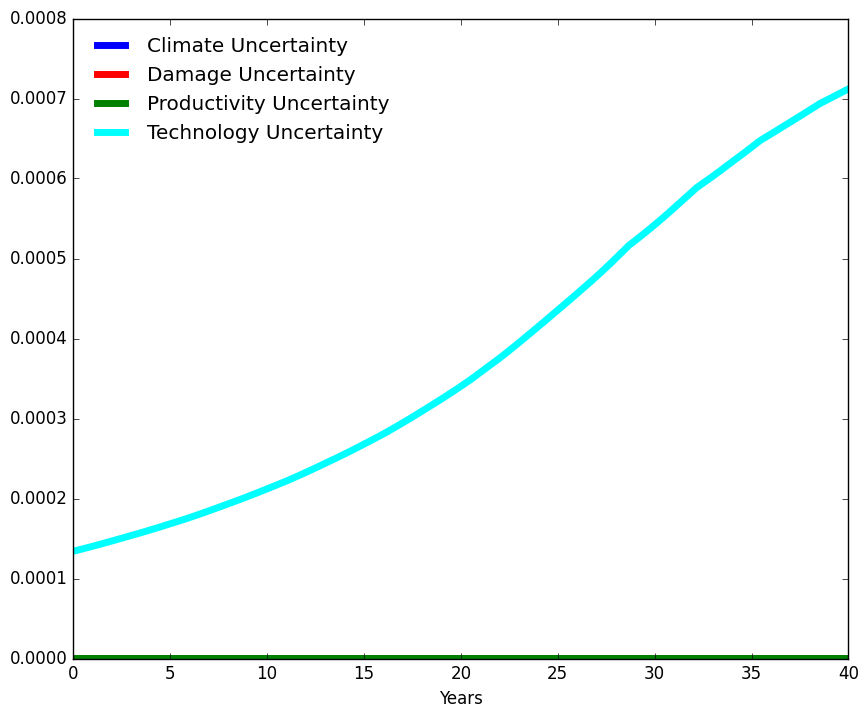 0.0008
Climate Uncertainty
Damage Uncertainty
0.0007
Productivity Uncertainty
Technology Uncertainty
0.0006
0.0005
0.0004
0.0003
0.0002
0.0001
0.0000
0 5 10 15 20 25 30 35 40
Years